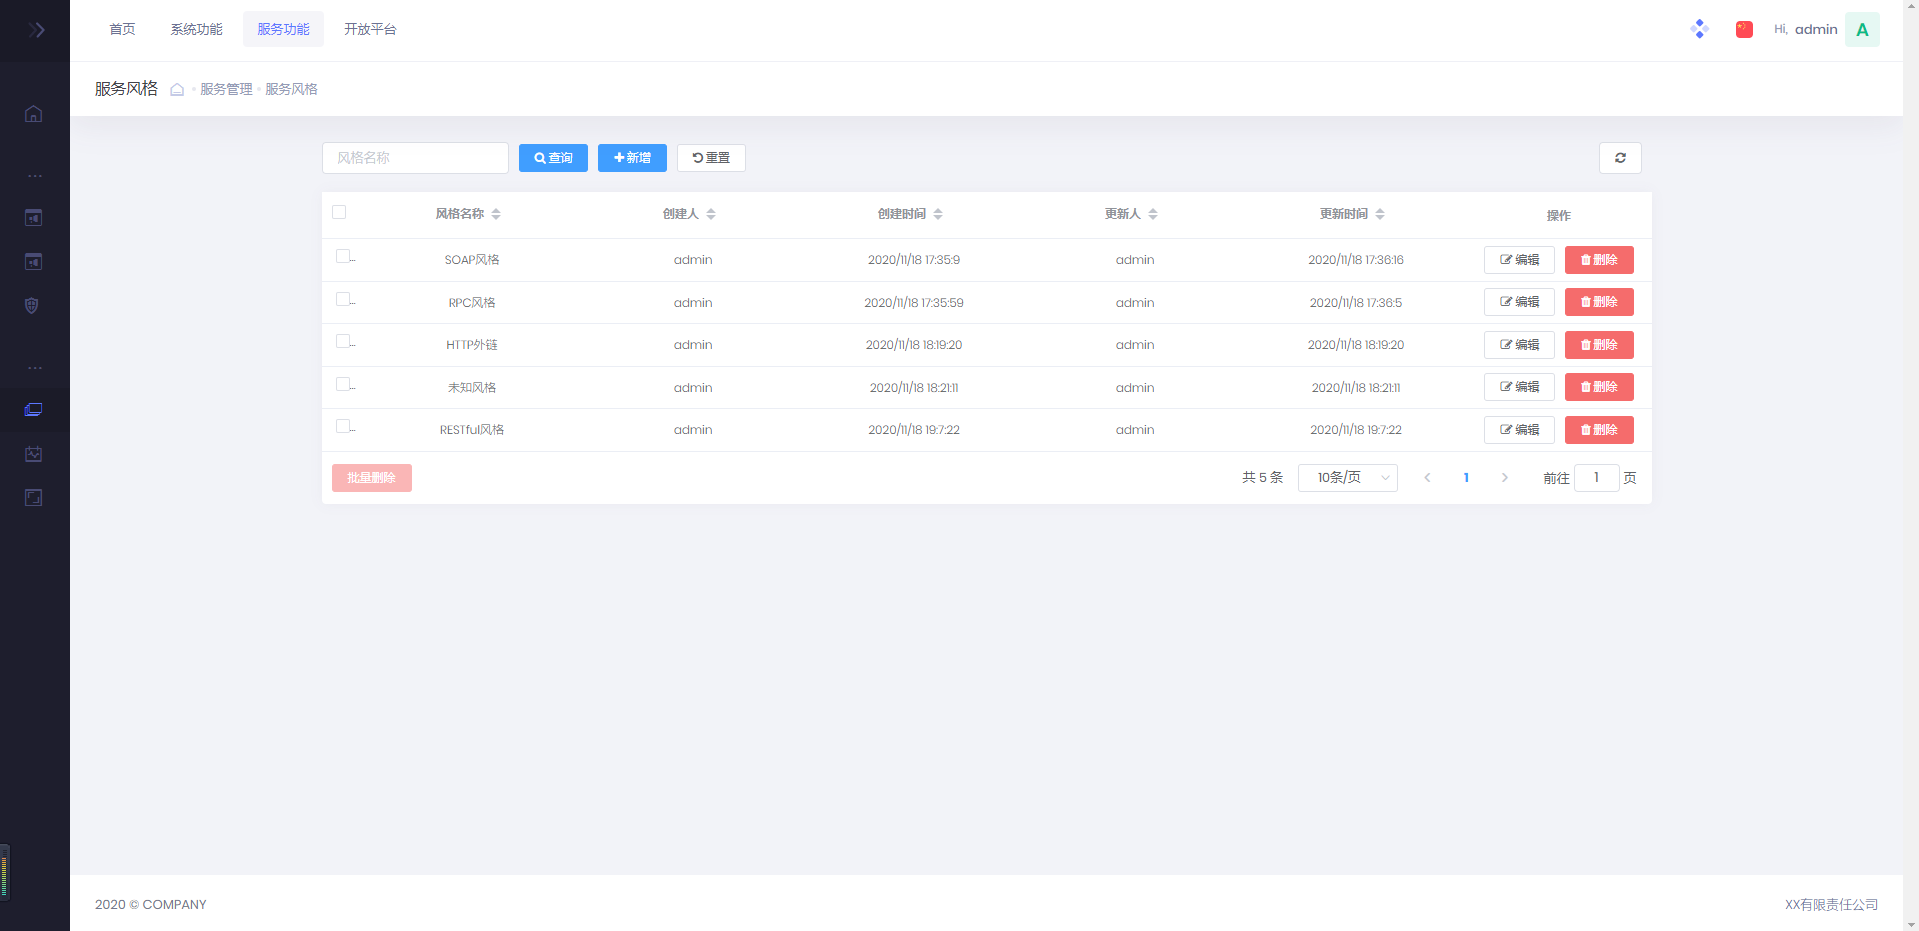 首页 系统功能 服务功能 开放平台 Hi, admin A
服务风格 服务管理 服务风格
风格名称 查询 新增 重置
风格名称 创建人 创建时间 更新人 更新时间 操作
SOAP风格 admin 2020/11/18 17:35:9 admin 2020/11/18 17:36:16 编辑 删除
RPC风格 admin 2020/11/18 17:35:59 admin 2020/11/18 17:36:5 编辑 删除
HTTP外链 admin 2020/11/18 18:19:20 admin 2020/11/18 18:19:20 编辑 删除
未知风格 admin 2020/11/18 18:21:11 admin 2020/11/18 18:21:11 编辑 删除
RESTful风格 admin 2020/11/18 19:7:22 admin 2020/11/18 19:7:22 编辑 删除
批量删除 共 5 条 10条/页 1 前往 1 页
2020 © COMPANY XX有限责任公司